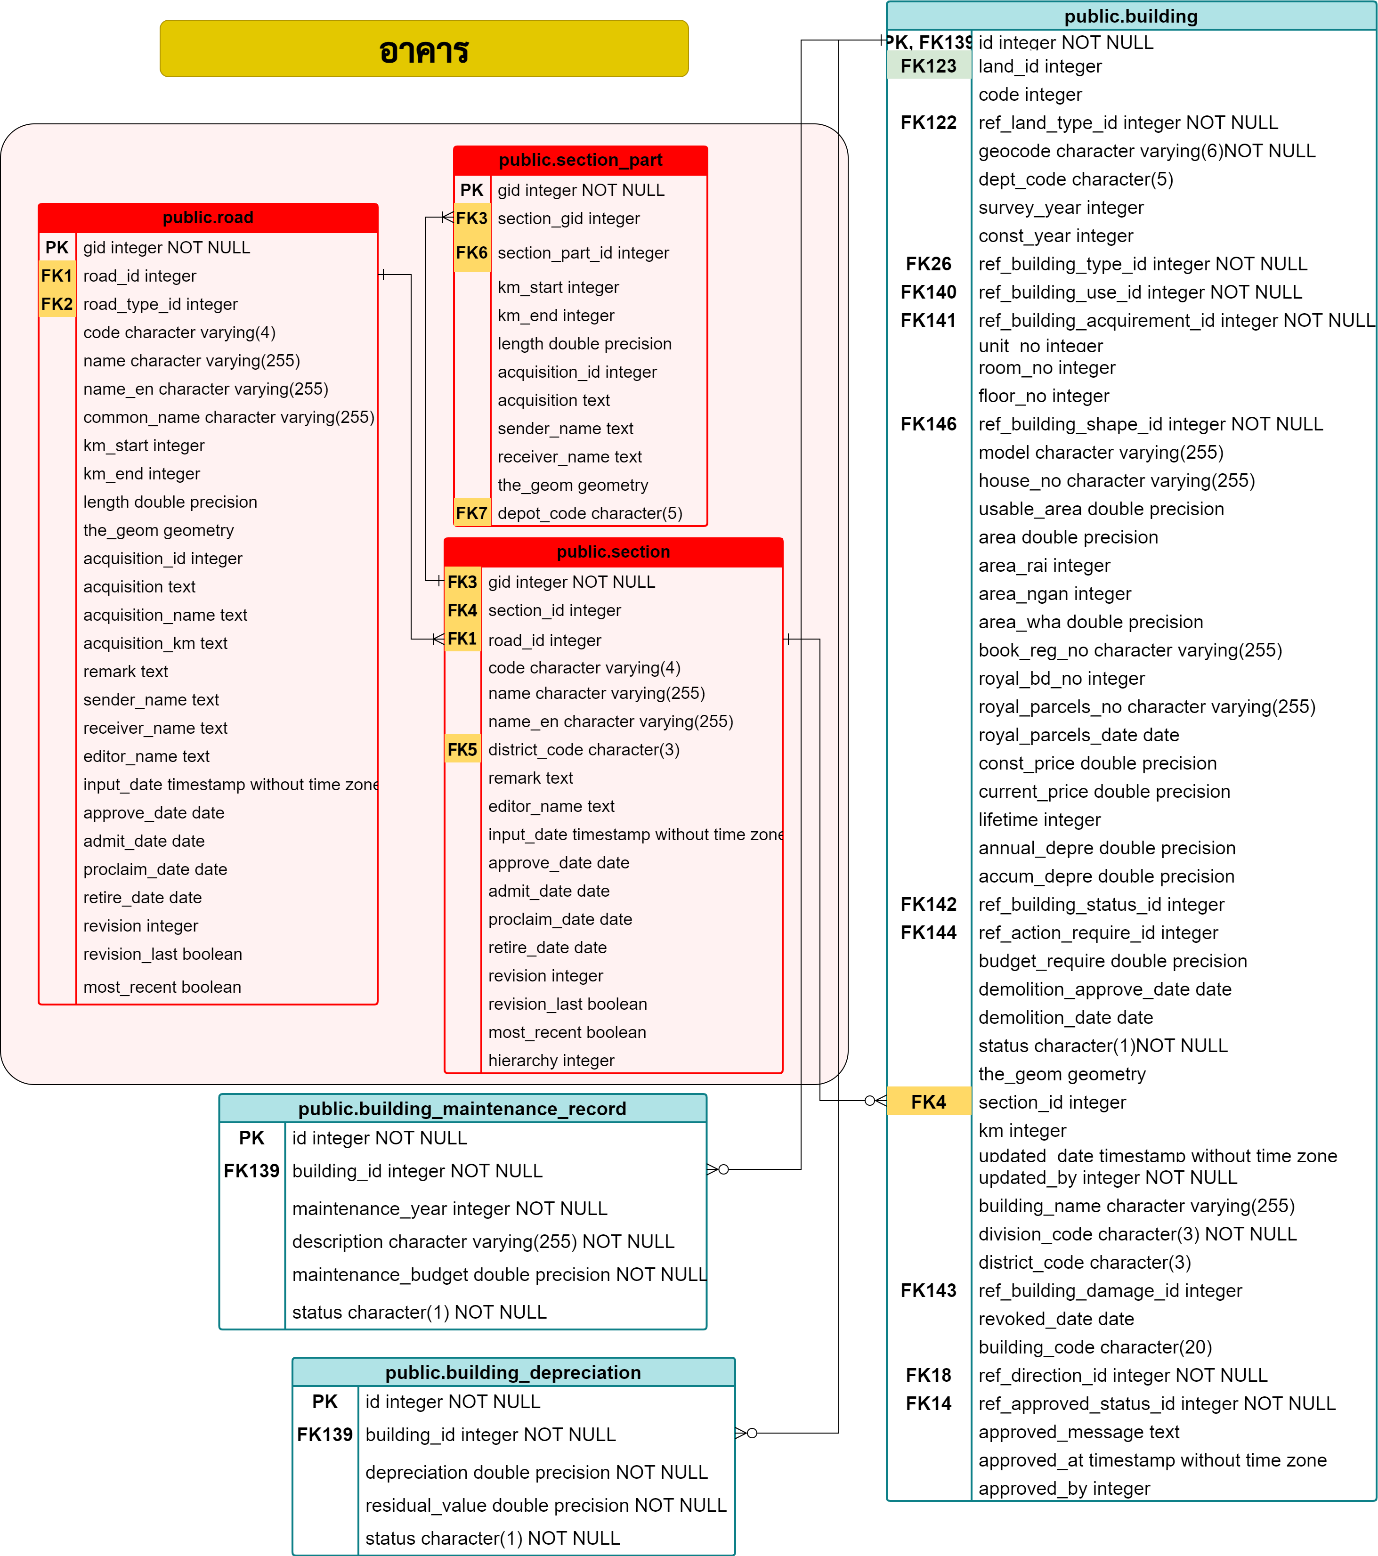 อาคาร
public.road
PK gid integer NOT NULL
FK1 road_id integer
FK2 road_type_id integer
code character varying(4)
name character varying(255)
name_en character varying(255)
common_name character varying(255)
km_start integer
km_end integer
length double precision
the_geom geometry
acquisition_id integer
acquisition text
acquisition_name text
acquisition_km text
remark text
sender_name text
receiver_name text
editor_name text
input_date timestamp without time zone
approve_date date
admit_date date
proclaim_date date
retire_date date
revision integer
revision_last boolean
most_recent boolean
public.section_part
PK gid integer NOT NULL
FK3 section_gid integer
FK6 section_part_id integer
km_start integer
km_end integer
length double precision
acquisition_id integer
acquisition text
sender_name text
receiver_name text
the_geom geometry
FK7 depot_code character(5)
public.section
FK3 gid integer NOT NULL
FK4 section_id integer
FK1 road_id integer
code character varying(4)
name character varying(255)
name_en character varying(255)
FK5 district_code character(3)
remark text
editor_name text
input_date timestamp without time zone
approve_date date
admit_date date
proclaim_date date
retire_date date
revision integer
revision_last boolean
most_recent boolean
hierarchy integer
public.building_maintenance_record
PK id integer NOT NULL
FK139 building_id integer NOT NULL
maintenance_year integer NOT NULL
description character varying(255) NOT NULL
maintenance_budget double precision NOT NULL
status character(1) NOT NULL
public.building_depreciation
PK id integer NOT NULL
FK139 building_id integer NOT NULL
depreciation double precision NOT NULL
residual_value double precision NOT NULL
status character(1) NOT NULL
public.building
PK, FK139 id integer NOT NULL
FK123 land_id integer
code integer
FK122 ref_land_type_id integer NOT NULL
geocode character varying(6)NOT NULL
dept_code character(5)
survey_year integer
const_year integer
FK26 ref_building_type_id integer NOT NULL
FK140 ref_building_use_id integer NOT NULL
FK141 ref_building_acquirement_id integer NOT NULL
unit_no integer
room_no integer
floor_no integer
FK146 ref_building_shape_id integer NOT NULL
model character varying(255)
house_no character varying(255)
usable_area double precision
area double precision
area_rai integer
area_ngan integer
area_wha double precision
book_reg_no character varying(255)
royal_bd_no integer
royal_parcels_no character varying(255)
royal_parcels_date date
const_price double precision
current_price double precision
lifetime integer
annual_depre double precision
accum_depre double precision
FK142 ref_building_status_id integer
FK144 ref_action_require_id integer
budget_require double precision
demolition_approve_date date
demolition_date date
status character(1)NOT NULL
the_geom geometry
FK4 section_id integer
km integer
updated_date timestamp without time zone
updated_by integer NOT NULL
building_name character varying(255)
division_code character(3) NOT NULL
district_code character(3)
FK143 ref_building_damage_id integer
revoked_date date
building_code character(20)
FK18 ref_direction_id integer NOT NULL
FK14 ref_approved_status_id integer NOT NULL
approved_message text
approved_at timestamp without time zone
approved_by integer